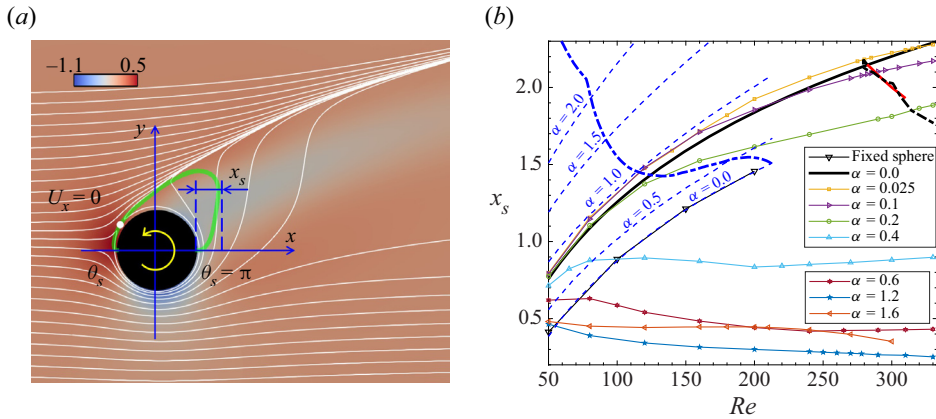 (a)
−1.1 0.5
y
x_s
U_x = 0
x
θ_s
θ_s = π
(b)
2.0
1.5
1.0
0.5
x_s
50 100 150 200 250 300
Re
α = 2.0
α = 1.5
α = 1.0
α = 0.5
α = 0.0
Fixed sphere
α = 0.0
α = 0.025
α = 0.1
α = 0.2
α = 0.4
α = 0.6
α = 1.2
α = 1.6